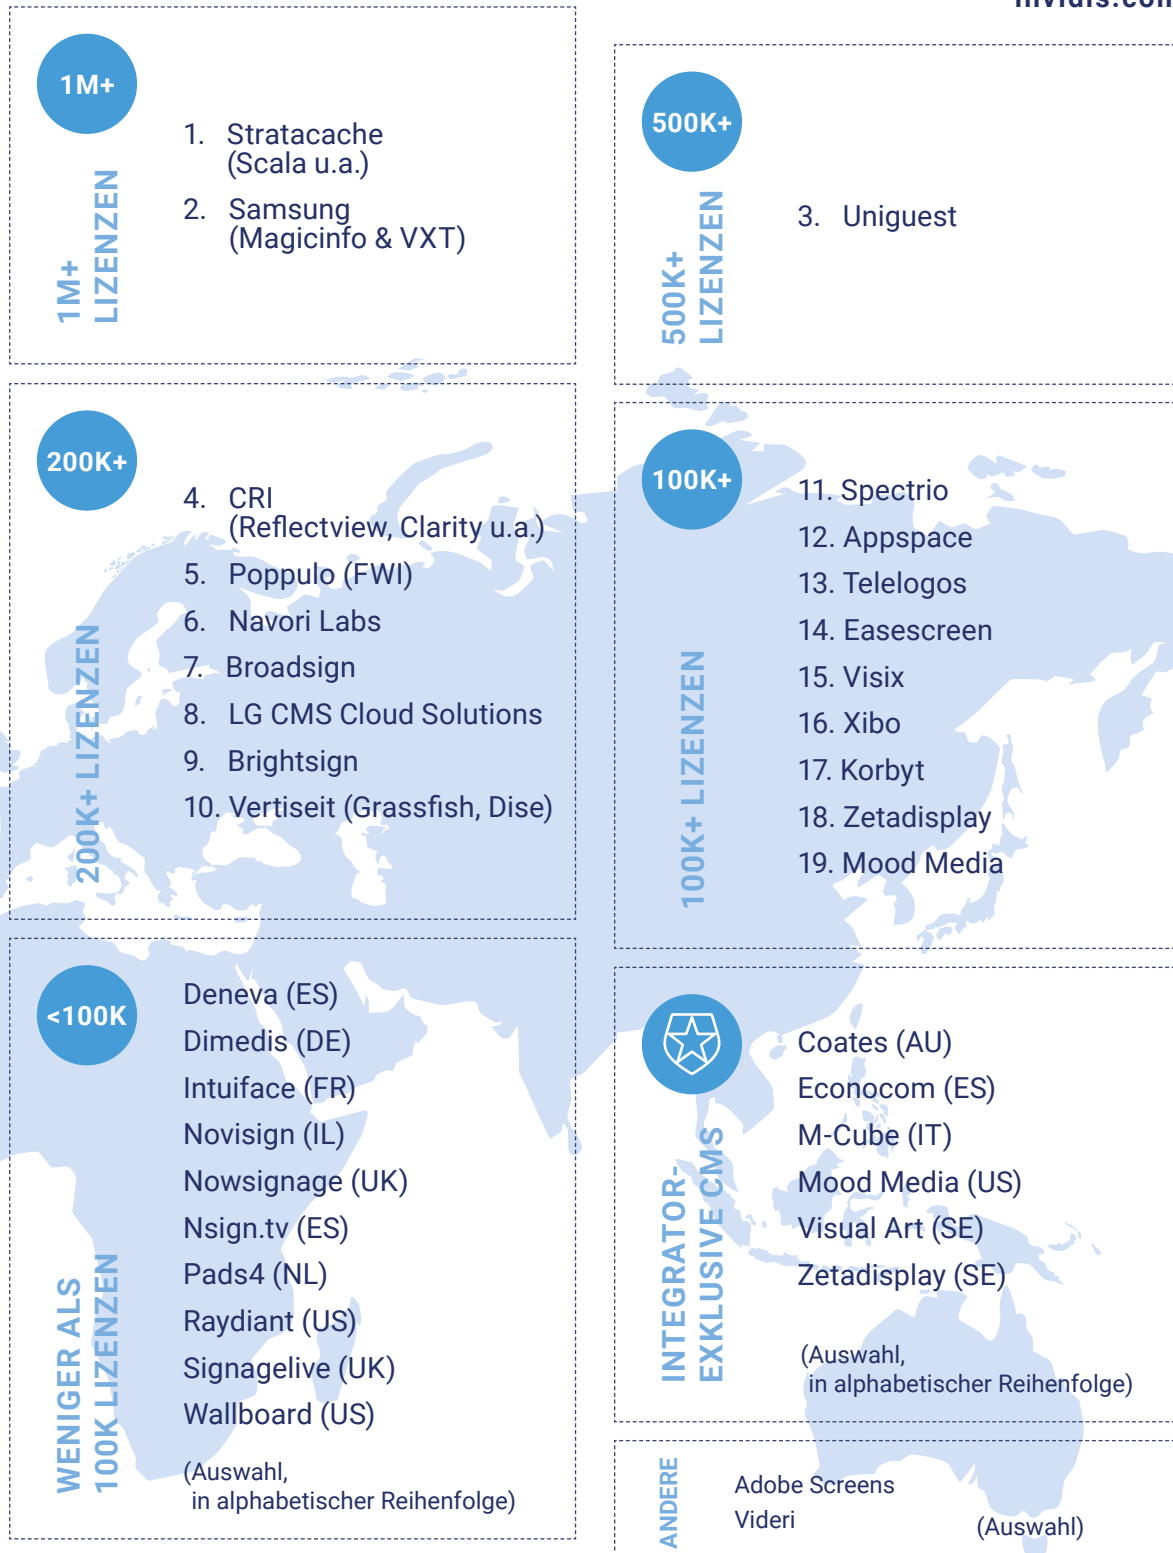 invidis.com
1M+
1M+
LIZENZEN
1. Stratacache
(Scala u.a.)
2. Samsung
(Magicinfo & VXT)
500K+
500K+
LIZENZEN
3. Uniguest
200K+
200K+ LIZENZEN
4. CRI
(Reflectview, Clarity u.a.)
5. Poppulo (FWI)
6. Navori Labs
7. Broadsign
8. LG CMS Cloud Solutions
9. Brightsign
10. Vertiseit (Grassfish, Dise)
100K+
100K+ LIZENZEN
11. Spectrio
12. Appspace
13. Telelogos
14. Easescreen
15. Visix
16. Xibo
17. Korbyt
18. Zetadisplay
19. Mood Media
<100K
WENIGER ALS
100K LIZENZEN
Deneva (ES)
Dimedis (DE)
Intuiface (FR)
Novisign (IL)
Nowsignage (UK)
Nsign.tv (ES)
Pads4 (NL)
Raydiant (US)
Signagelive (UK)
Wallboard (US)
(Auswahl,
in alphabetischer Reihenfolge)
INTEGRATOR-
EXKLUSIVE CMS
Coates (AU)
Econocom (ES)
M-Cube (IT)
Mood Media (US)
Visual Art (SE)
Zetadisplay (SE)
(Auswahl,
in alphabetischer Reihenfolge)
ANDERE
Adobe Screens
Videri
(Auswahl)